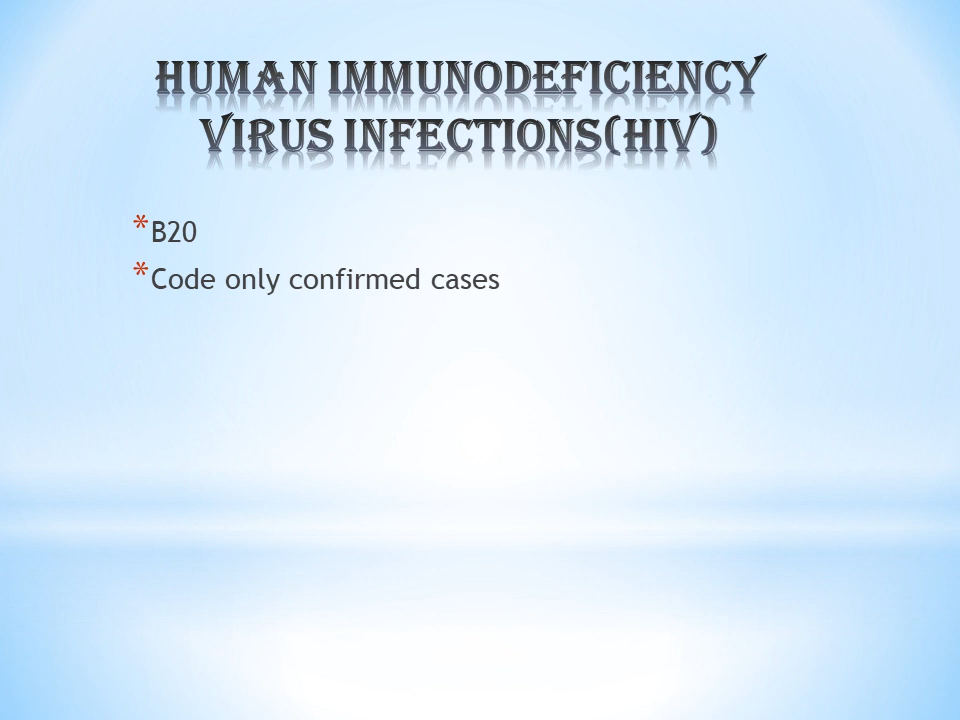 HUMAN IMMUNODEFICIENCY
VIRUS INFECTIONS(HIV)
* B20
* Code only confirmed cases